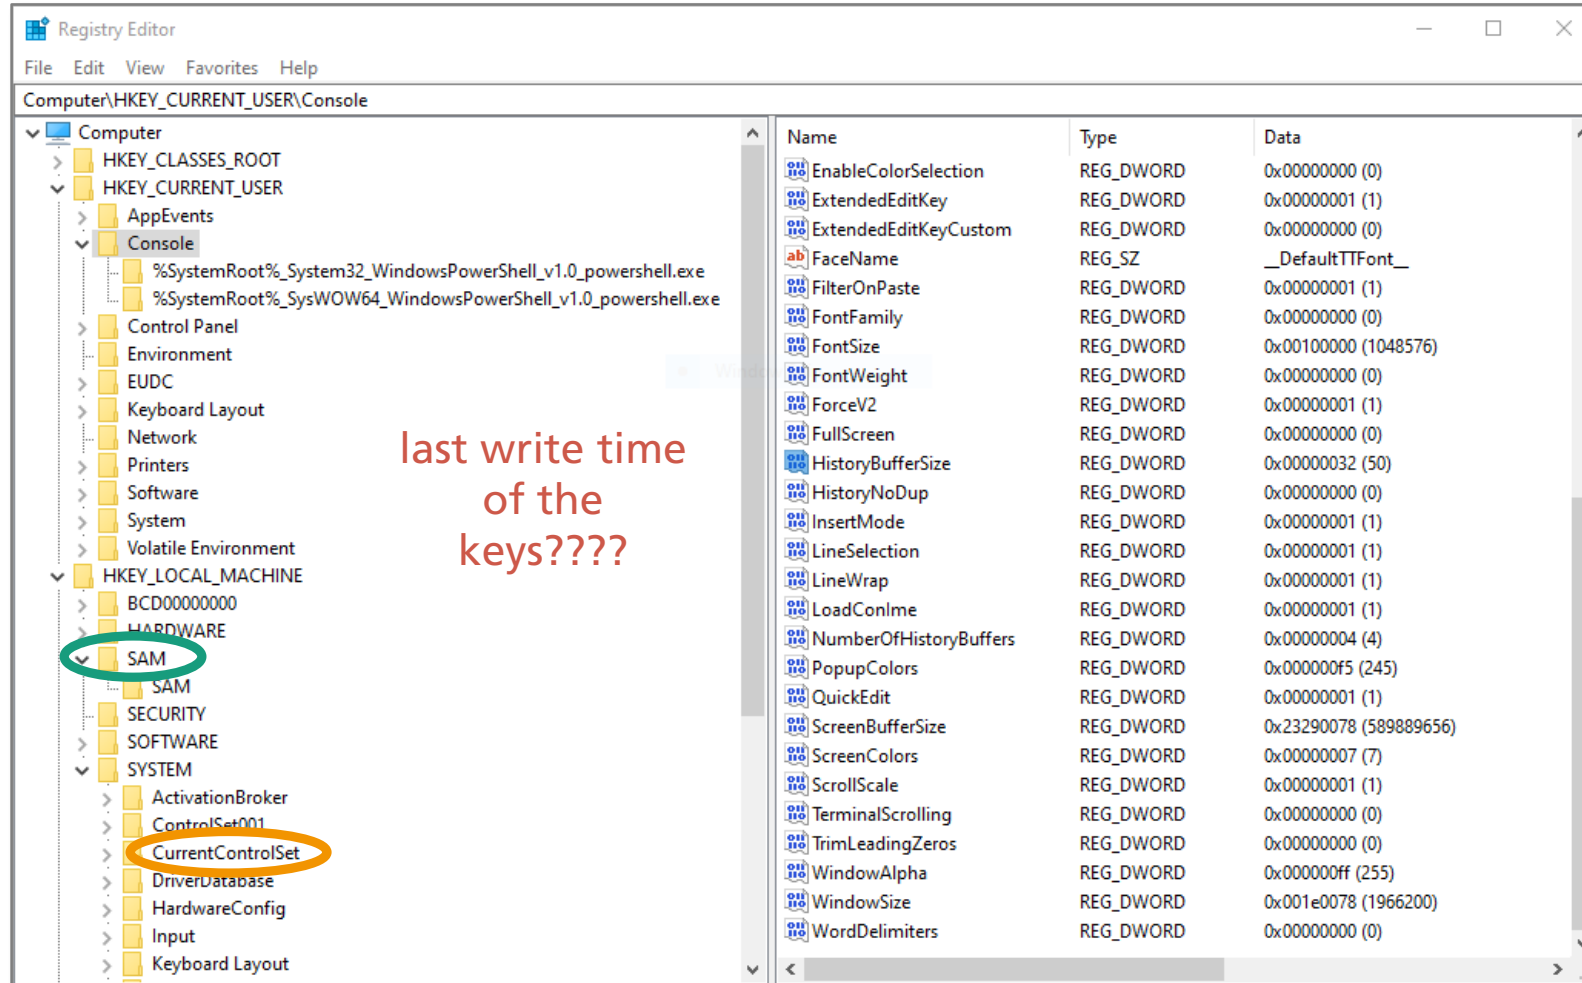 Registry Editor
File Edit View Favorites Help
Computer\HKEY_CURRENT_USER\Console
Computer
HKEY_CLASSES_ROOT
HKEY_CURRENT_USER
AppEvents
Console
%SystemRoot%_System32_WindowsPowerShell_v1.0_powershell.exe
%SystemRoot%_SysWOW64_WindowsPowerShell_v1.0_powershell.exe
Control Panel
Environment
EUDC
Keyboard Layout
Network
Printers
Software
System
Volatile Environment
HKEY_LOCAL_MACHINE
BCD00000000
HARDWARE
SAM
SAM
SECURITY
SOFTWARE
SYSTEM
ActivationBroker
ControlSet001
CurrentControlSet
DriverDatabase
HardwareConfig
Input
Keyboard Layout
last write time
of the
keys????
Name Type Data
EnableColorSelection REG_DWORD 0x00000000 (0)
ExtendedEditKey REG_DWORD 0x00000001 (1)
ExtendedEditKeyCustom REG_DWORD 0x00000000 (0)
FaceName REG_SZ __DefaultTTFont__
FilterOnPaste REG_DWORD 0x00000001 (1)
FontFamily REG_DWORD 0x00000000 (0)
FontSize REG_DWORD 0x00100000 (1048576)
FontWeight REG_DWORD 0x00000000 (0)
ForceV2 REG_DWORD 0x00000001 (1)
FullScreen REG_DWORD 0x00000000 (0)
HistoryBufferSize REG_DWORD 0x00000032 (50)
HistoryNoDup REG_DWORD 0x00000000 (0)
InsertMode REG_DWORD 0x00000001 (1)
LineSelection REG_DWORD 0x00000001 (1)
LineWrap REG_DWORD 0x00000001 (1)
LoadConIme REG_DWORD 0x00000001 (1)
NumberOfHistoryBuffers REG_DWORD 0x00000004 (4)
PopupColors REG_DWORD 0x000000f5 (245)
QuickEdit REG_DWORD 0x00000001 (1)
ScreenBufferSize REG_DWORD 0x23290078 (589889656)
ScreenColors REG_DWORD 0x00000007 (7)
ScrollScale REG_DWORD 0x00000001 (1)
TerminalScrolling REG_DWORD 0x00000000 (0)
TrimLeadingZeros REG_DWORD 0x00000000 (0)
WindowAlpha REG_DWORD 0x000000ff (255)
WindowSize REG_DWORD 0x001e0078 (1966200)
WordDelimiters REG_DWORD 0x00000000 (0)